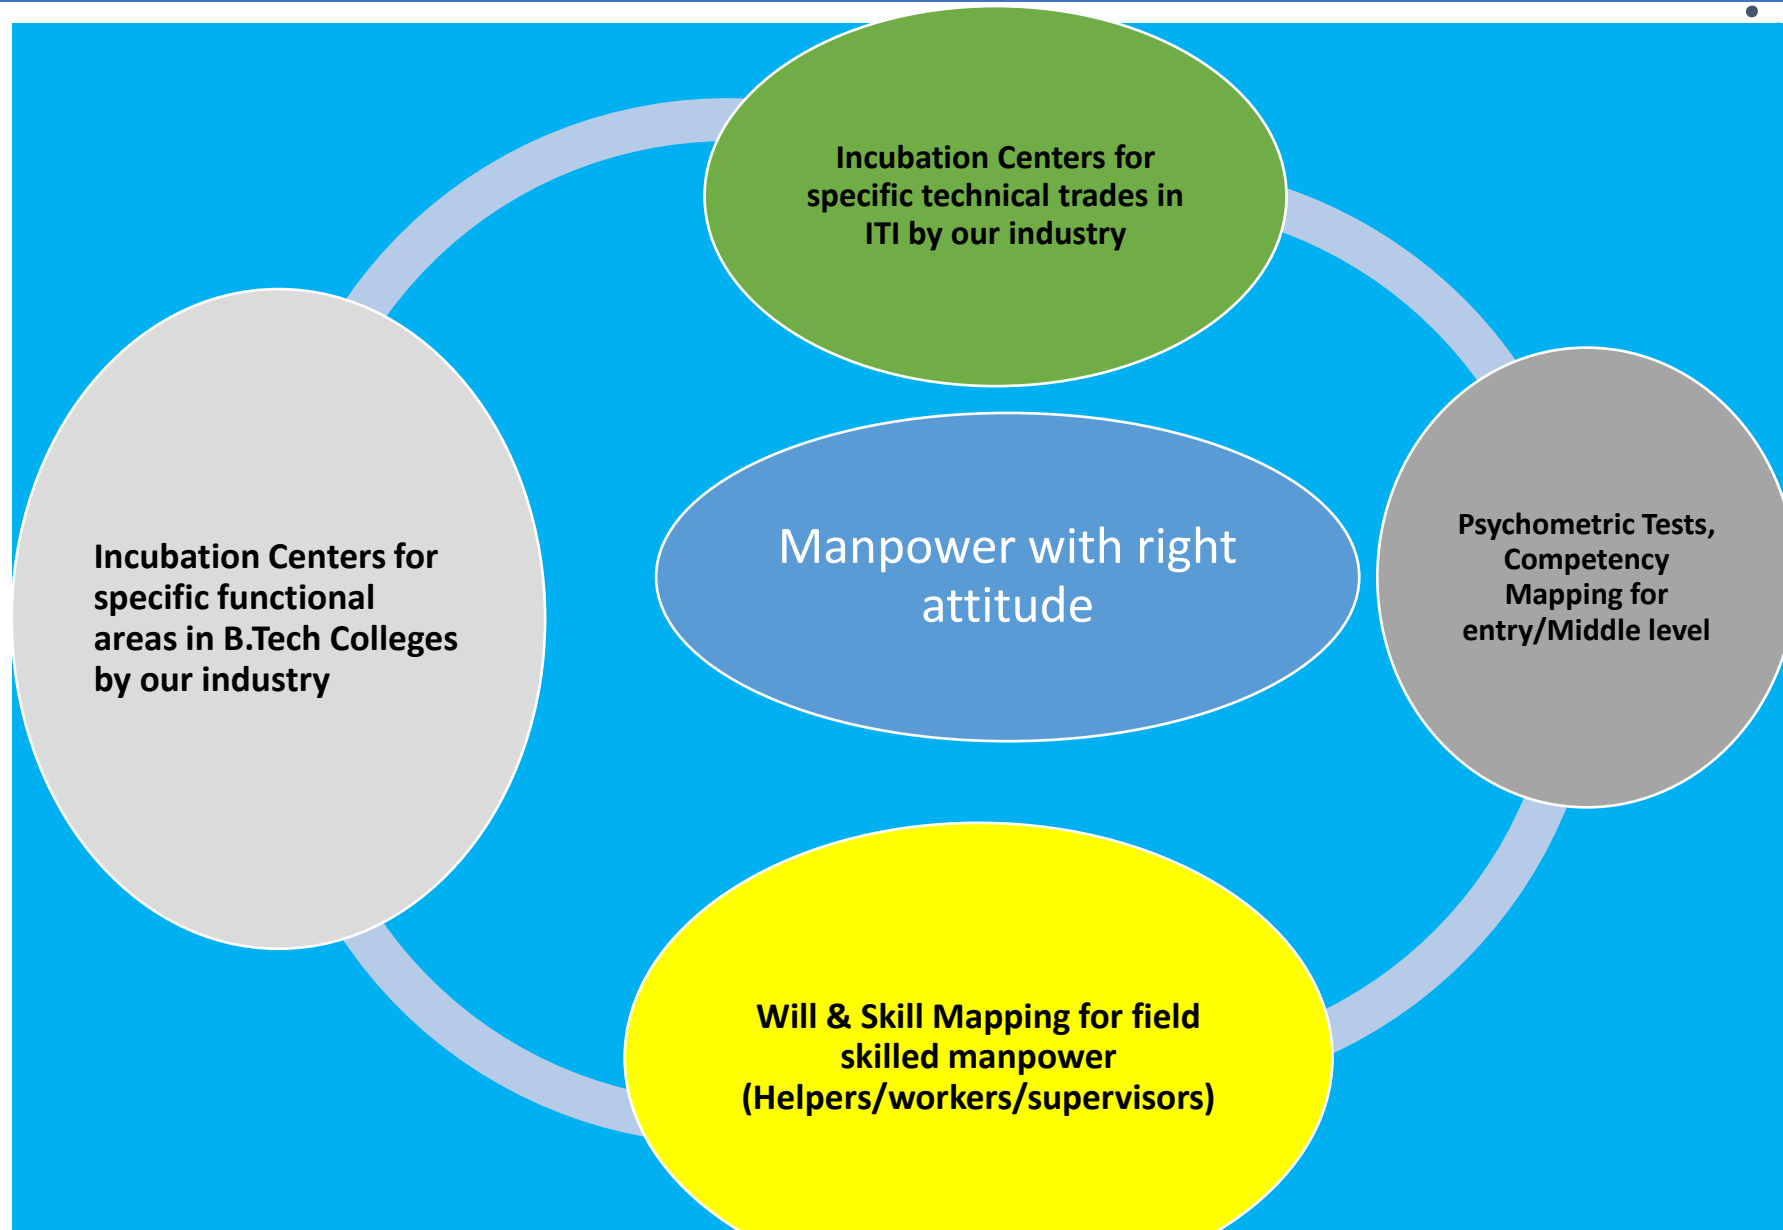 Incubation Centers for
specific technical trades in
ITI by our industry
Incubation Centers for
specific functional
areas in B.Tech Colleges
by our industry
Manpower with right
attitude
Psychometric Tests,
Competency
Mapping for
entry/Middle level
Will & Skill Mapping for field
skilled manpower
(Helpers/workers/supervisors)